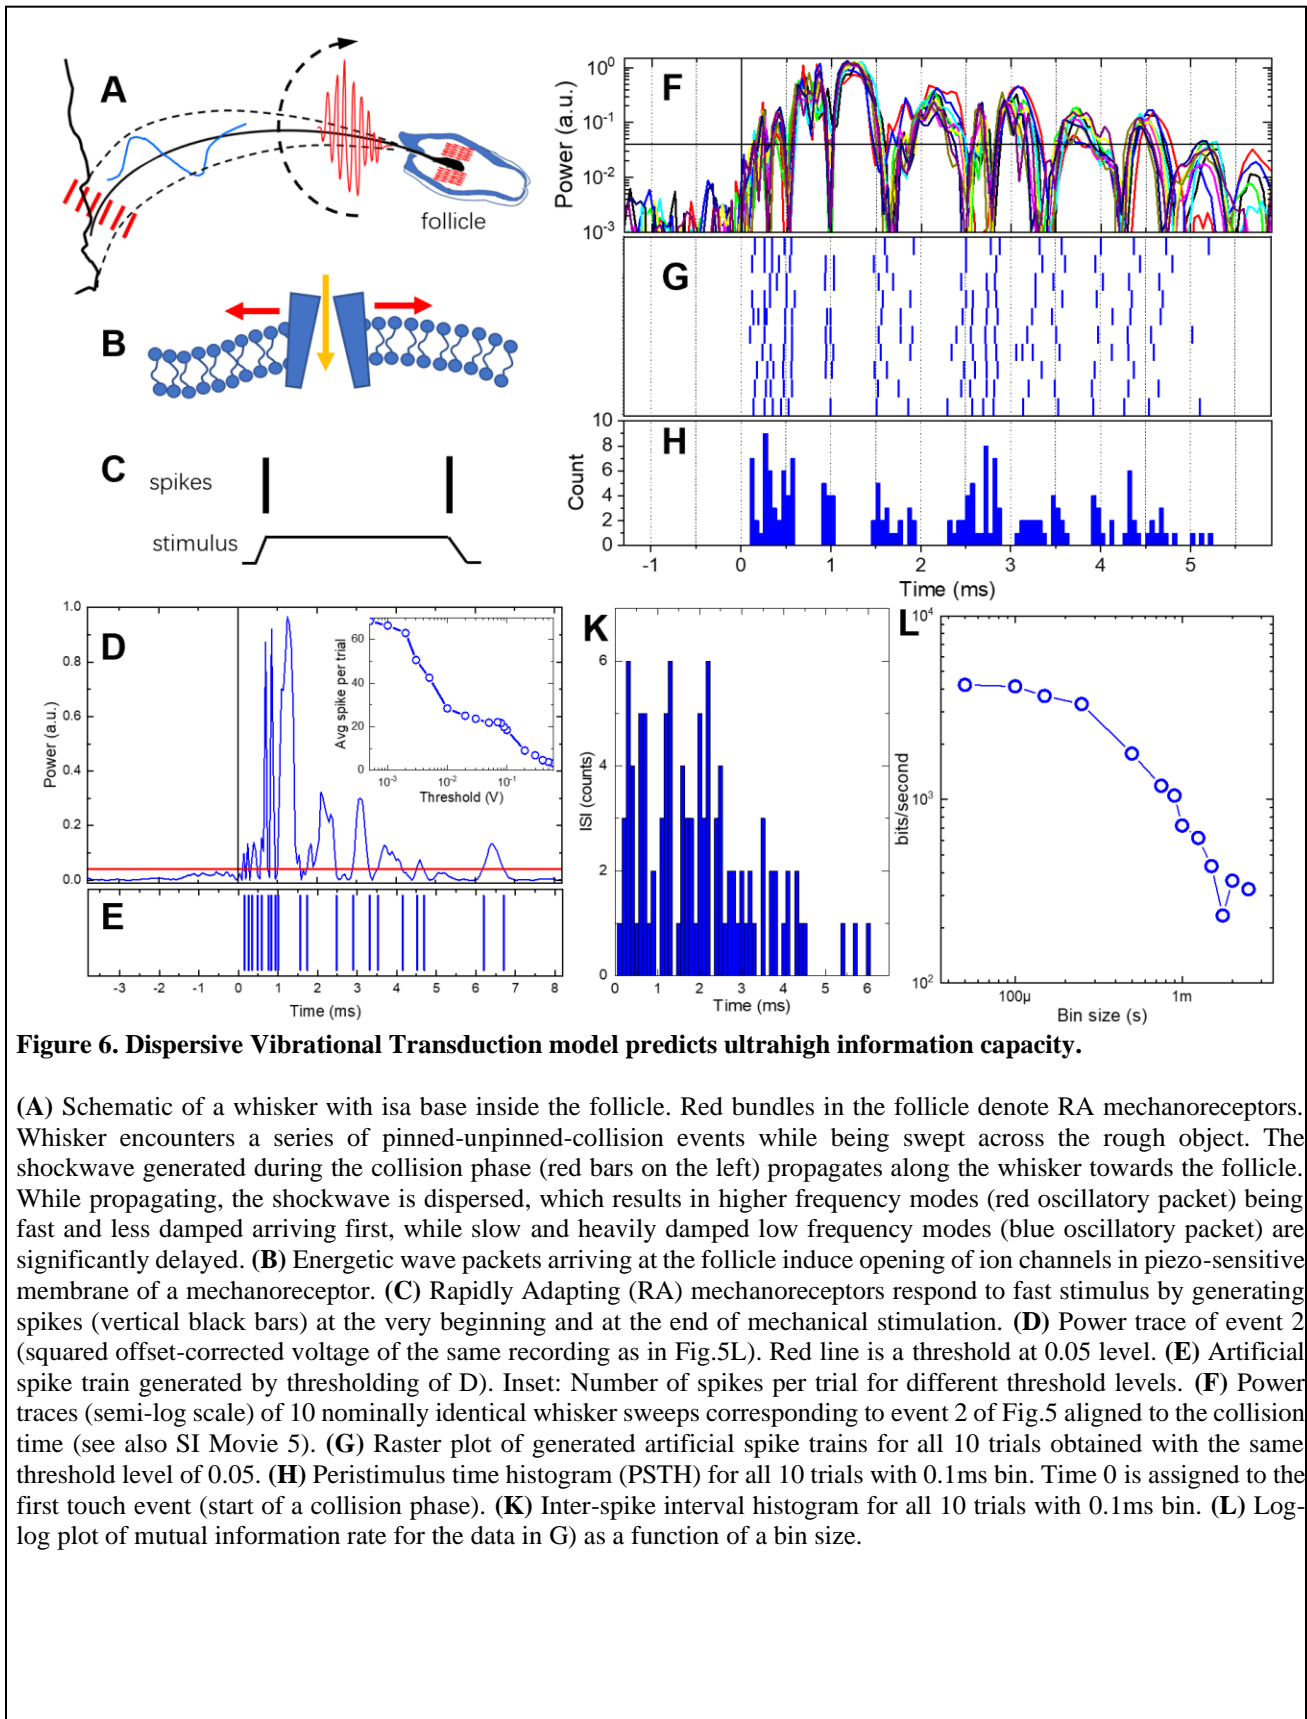 A
follicle
B
C
spikes
stimulus
F
Power (a.u.)
10^0
10^-1
10^-2
10^-3
G
H
Count
10
8
6
4
2
0
-1 0 1 2 3 4 5
Time (ms)
D
Power (a.u.)
1.0
0.8
0.6
0.4
0.2
0.0
Avg spike per trial
60
40
20
0
10^-3 10^-2 10^-1
Threshold (V)
E
-3 -2 -1 0 1 2 3 4 5 6 7 8
Time (ms)
K
ISI (counts)
6
4
2
0
0 1 2 3 4 5 6
Time (ms)
L
bits/second
10^4
10^3
10^2
100µ 1m
Bin size (s)
Figure 6. Dispersive Vibrational Transduction model predicts ultrahigh information capacity.
(A) Schematic of a whisker with isa base inside the follicle. Red bundles in the follicle denote RA mechanoreceptors.
Whisker encounters a series of pinned-unpinned-collision events while being swept across the rough object. The
shockwave generated during the collision phase (red bars on the left) propagates along the whisker towards the follicle.
While propagating, the shockwave is dispersed, which results in higher frequency modes (red oscillatory packet) being
fast and less damped arriving first, while slow and heavily damped low frequency modes (blue oscillatory packet) are
significantly delayed. (B) Energetic wave packets arriving at the follicle induce opening of ion channels in piezo-sensitive
membrane of a mechanoreceptor. (C) Rapidly Adapting (RA) mechanoreceptors respond to fast stimulus by generating
spikes (vertical black bars) at the very beginning and at the end of mechanical stimulation. (D) Power trace of event 2
(squared offset-corrected voltage of the same recording as in Fig.5L). Red line is a threshold at 0.05 level. (E) Artificial
spike train generated by thresholding of D). Inset: Number of spikes per trial for different threshold levels. (F) Power
traces (semi-log scale) of 10 nominally identical whisker sweeps corresponding to event 2 of Fig.5 aligned to the collision
time (see also SI Movie 5). (G) Raster plot of generated artificial spike trains for all 10 trials obtained with the same
threshold level of 0.05. (H) Peristimulus time histogram (PSTH) for all 10 trials with 0.1ms bin. Time 0 is assigned to the
first touch event (start of a collision phase). (K) Inter-spike interval histogram for all 10 trials with 0.1ms bin. (L) Log-
log plot of mutual information rate for the data in G) as a function of a bin size.